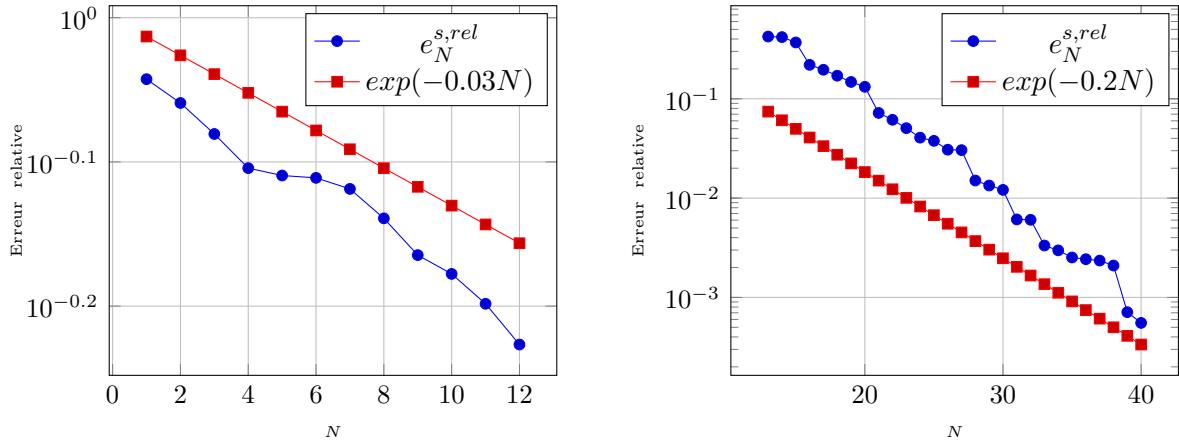 10^0
10^{-0.1}
10^{-0.2}
0 2 4 6 8 10 12
N
Erreur relative
e_N^{s,rel}
exp(−0.03N)
10^{-1}
10^{-2}
10^{-3}
20 30 40
N
Erreur relative
e_N^{s,rel}
exp(−0.2N)